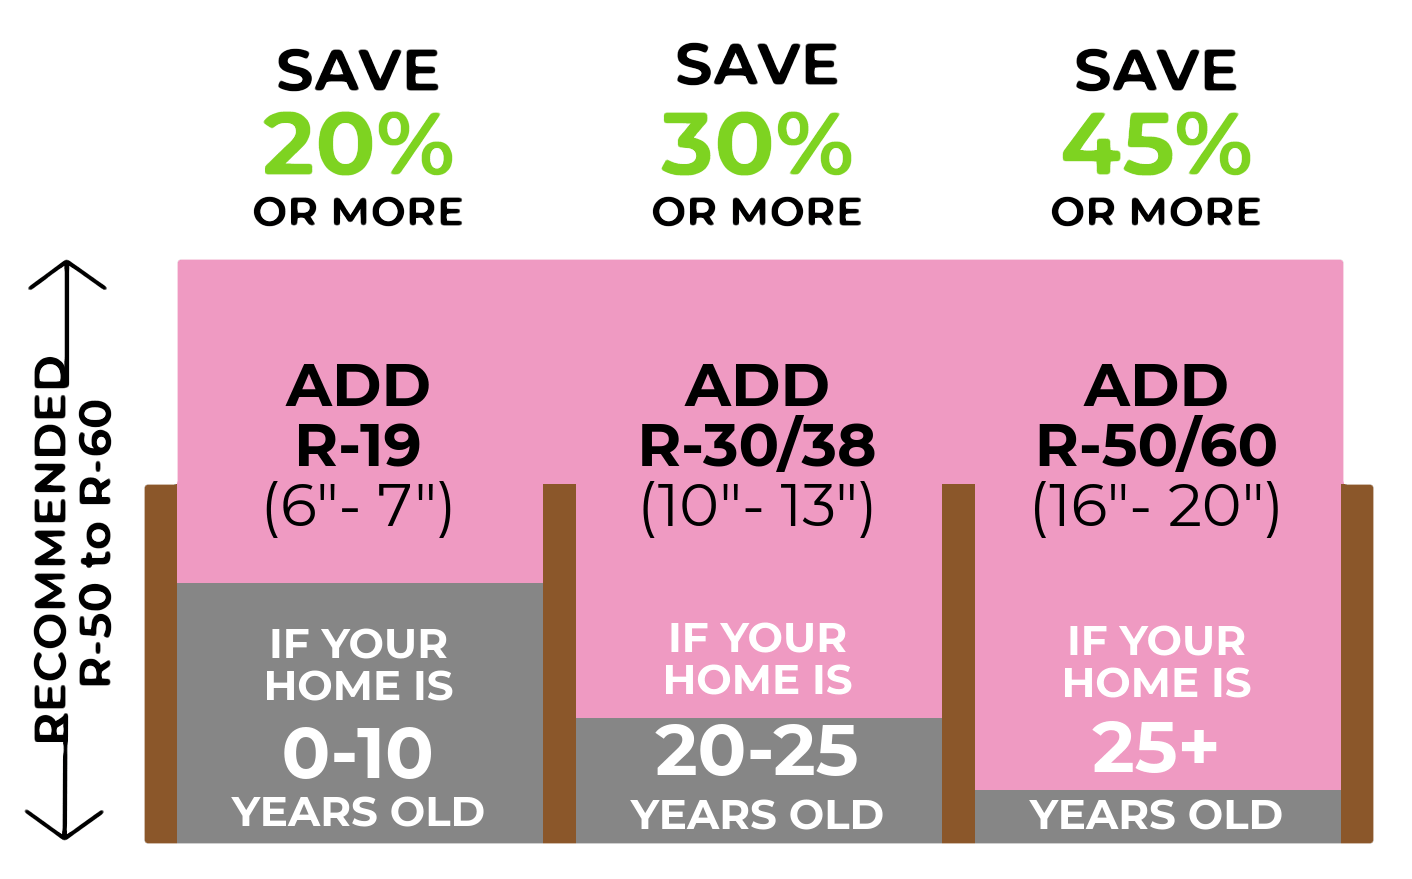 SAVE
20%
OR MORE
SAVE
30%
OR MORE
SAVE
45%
OR MORE
RECOMMENDED
R-50 to R-60
ADD
R-19
(6"- 7")
IF YOUR
HOME IS
0-10
YEARS OLD
ADD
R-30/38
(10"- 13")
IF YOUR
HOME IS
20-25
YEARS OLD
ADD
R-50/60
(16"- 20")
IF YOUR
HOME IS
25+
YEARS OLD